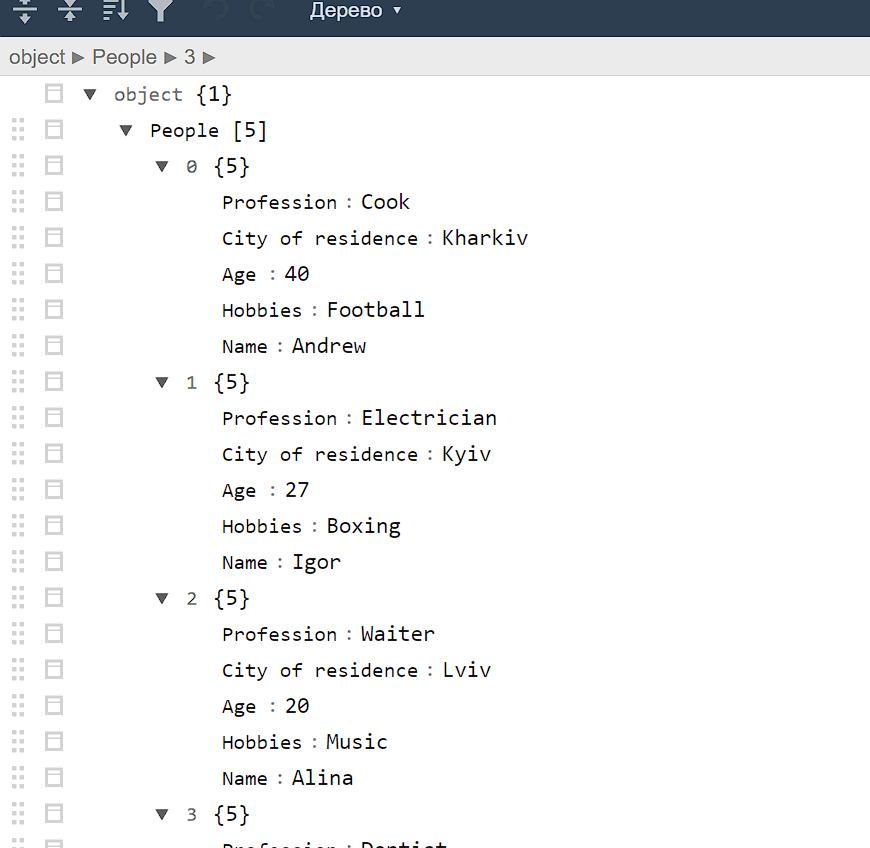 Дерево ▼
object ► People ► 3 ►
▼ object {1}
▼ People [5]
▼ 0 {5}
Profession : Cook
City of residence : Kharkiv
Age : 40
Hobbies : Football
Name : Andrew
▼ 1 {5}
Profession : Electrician
City of residence : Kyiv
Age : 27
Hobbies : Boxing
Name : Igor
▼ 2 {5}
Profession : Waiter
City of residence : Lviv
Age : 20
Hobbies : Music
Name : Alina
▼ 3 {5}
Profession : Dentist